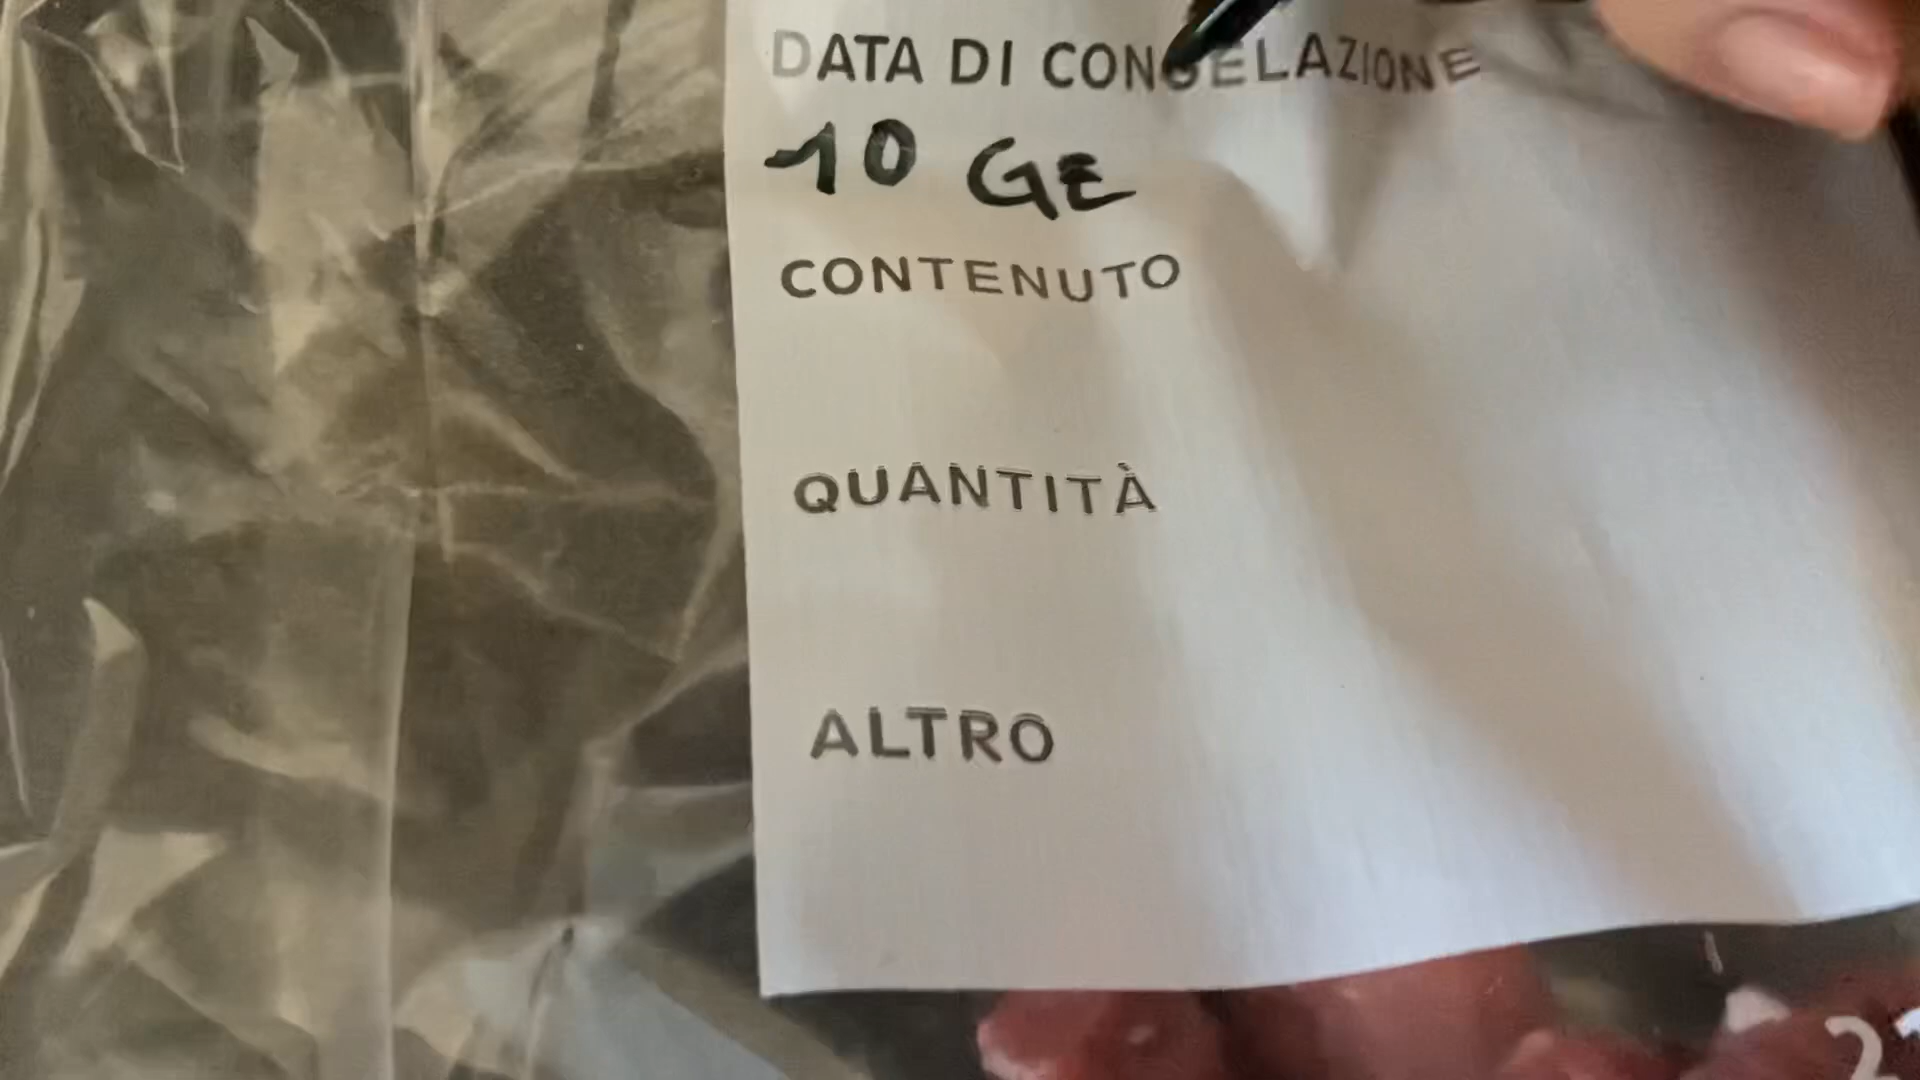 DATA DI CONGELAZIONE
10 GE
CONTENUTO
QUANTITÀ
ALTRO